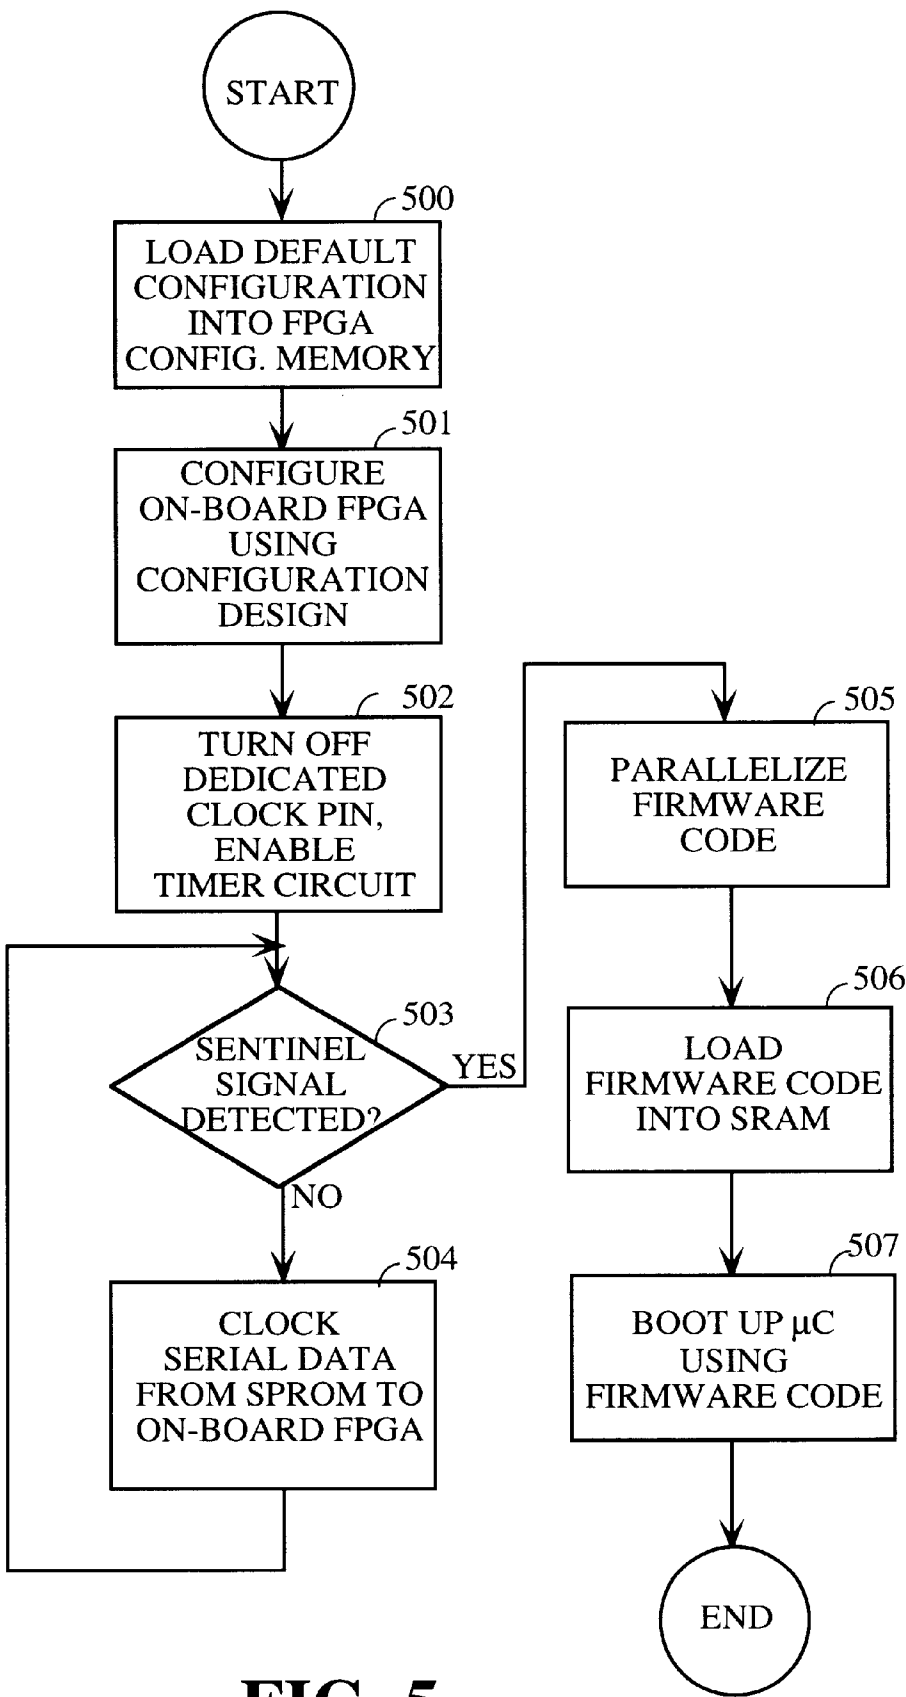 START
500
LOAD DEFAULT
CONFIGURATION
INTO FPGA
CONFIG. MEMORY
501
CONFIGURE
ON-BOARD FPGA
USING
CONFIGURATION
DESIGN
502
TURN OFF
DEDICATED
CLOCK PIN,
ENABLE
TIMER CIRCUIT
503
SENTINEL
SIGNAL
DETECTED?
YES
NO
504
CLOCK
SERIAL DATA
FROM SPROM TO
ON-BOARD FPGA
505
PARALLELIZE
FIRMWARE
CODE
506
LOAD
FIRMWARE CODE
INTO SRAM
507
BOOT UP μC
USING
FIRMWARE CODE
END
FIG. 5